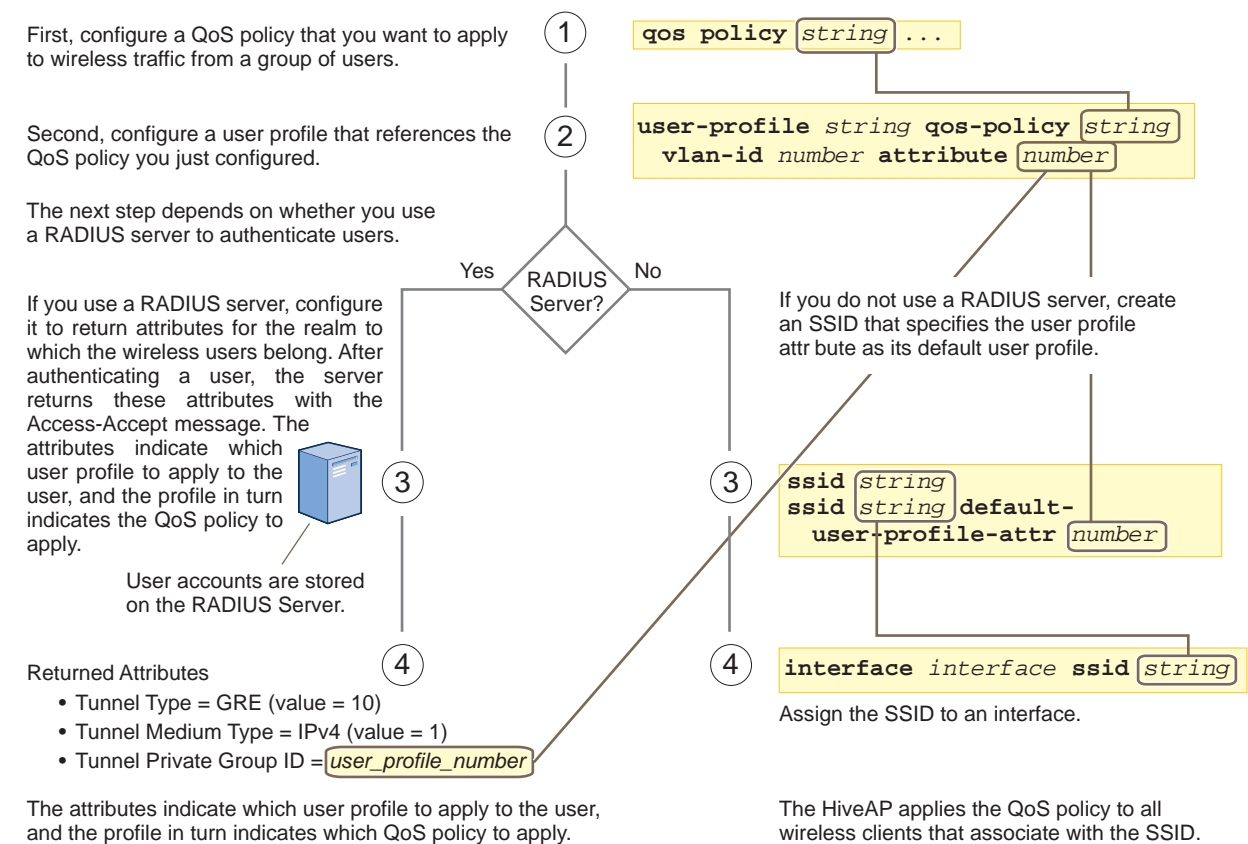 First, configure a QoS policy that you want to apply
to wireless traffic from a group of users.
1
qos policy string ...
Second, configure a user profile that references the
QoS policy you just configured.
2
user-profile string qos-policy string
vlan-id number attribute number
The next step depends on whether you use
a RADIUS server to authenticate users.
Yes
RADIUS
Server?
No
If you use a RADIUS server, configure
it to return attributes for the realm to
which the wireless users belong. After
authenticating a user, the server
returns these attributes with the
Access-Accept message. The
attributes indicate which
user profile to apply to the
user, and the profile in turn
indicates the QoS policy to
apply.
User accounts are stored
on the RADIUS Server.
3
3
If you do not use a RADIUS server, create
an SSID that specifies the user profile
attr bute as its default user profile.
ssid string
ssid string default-
user-profile-attr number
4
4
Returned Attributes
• Tunnel Type = GRE (value = 10)
• Tunnel Medium Type = IPv4 (value = 1)
• Tunnel Private Group ID = user_profile_number
The attributes indicate which user profile to apply to the user,
and the profile in turn indicates which QoS policy to apply.
interface interface ssid string
Assign the SSID to an interface.
The HiveAP applies the QoS policy to all
wireless clients that associate with the SSID.